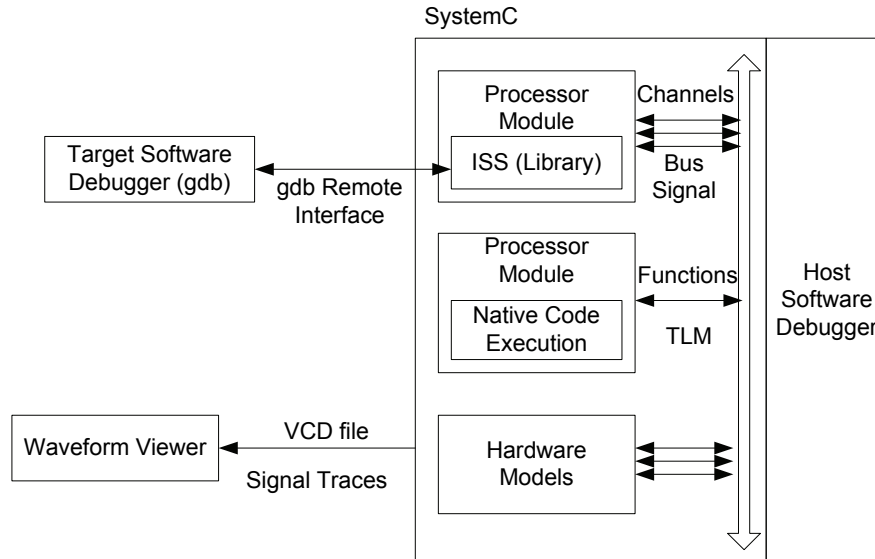 SystemC
Processor
Module
ISS (Library)
Channels
Bus
Signal
Target Software
Debugger (gdb)
gdb Remote
Interface
Processor
Module
Native Code
Execution
Functions
TLM
Host
Software
Debugger
Waveform Viewer
VCD file
Signal Traces
Hardware
Models